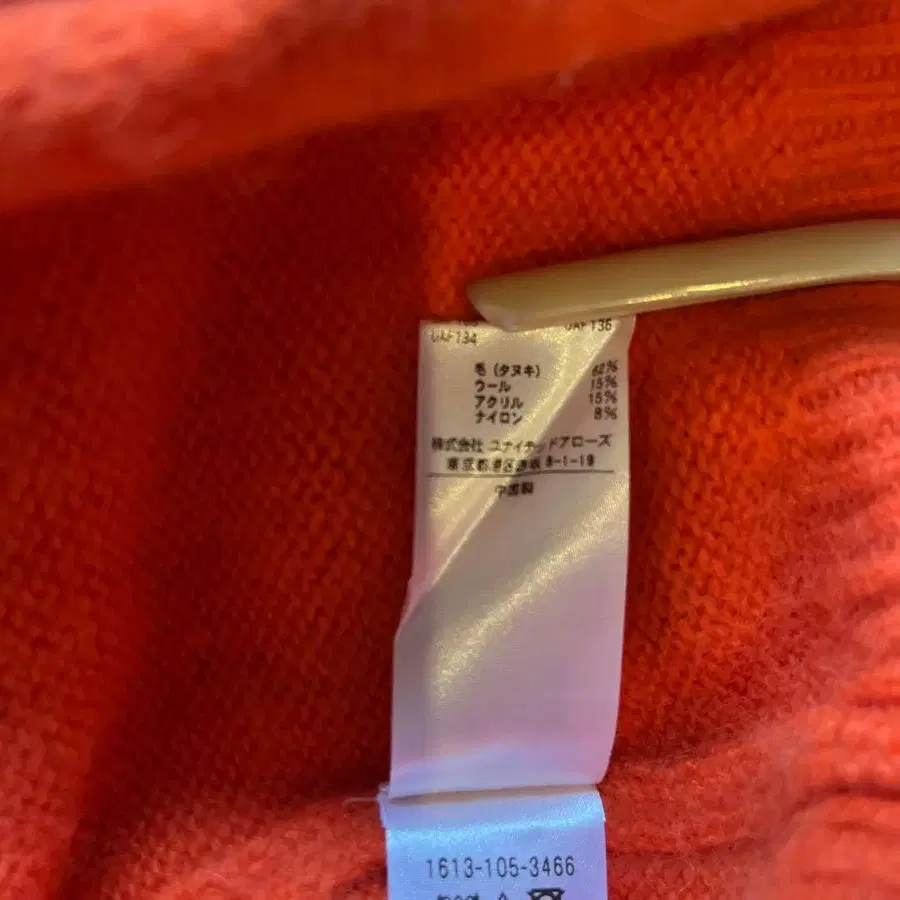 UAF134 UAF136
毛(タヌキ) 62%
ウール 15%
アクリル 15%
ナイロン 8%
株式会社 ユナイテッドアローズ
東京都港区赤坂 8-1-19
中国製
1613-105-3466